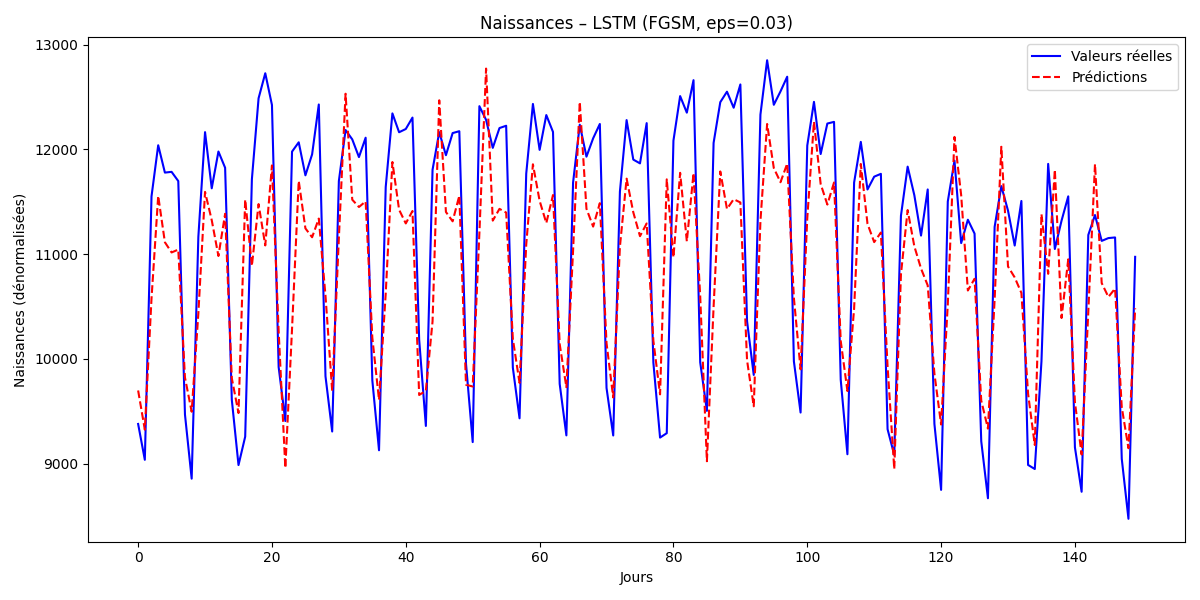 Naissances – LSTM (FGSM, eps=0.03)
Valeurs réelles
Prédictions
Naissances (dénormalisées)
13000
12000
11000
10000
9000
0 20 40 60 80 100 120 140
Jours